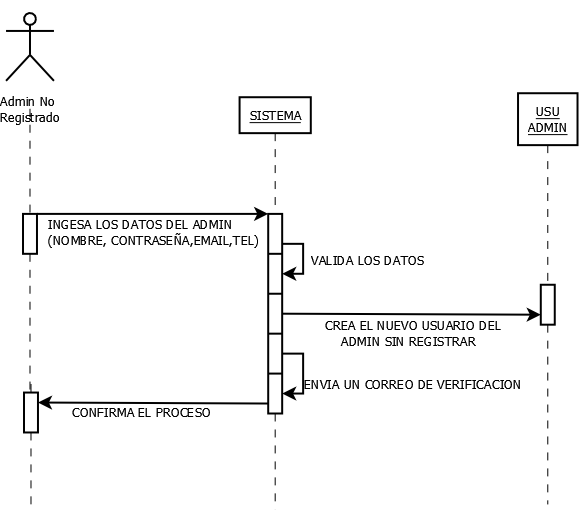 Admin No
Registrado
SISTEMA
USU
ADMIN
INGESA LOS DATOS DEL ADMIN
(NOMBRE, CONTRASEÑA,EMAIL,TEL)
VALIDA LOS DATOS
CREA EL NUEVO USUARIO DEL
ADMIN SIN REGISTRAR
ENVIA UN CORREO DE VERIFICACION
CONFIRMA EL PROCESO